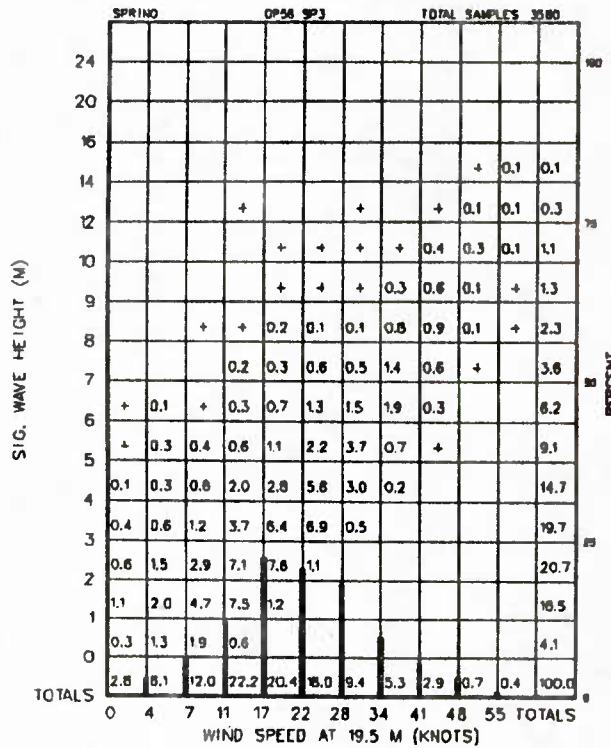 SPRING OP56 SP3 TOTAL SAMPLES 3580
24 100
20
16
+ 0.1 0.1
14
+ + + 0.1 0.1 0.3
12 75
+ + + + 0.4 0.3 0.1 1.1
10
+ + + 0.3 0.6 0.1 + 1.3
9
+ + 0.2 0.1 0.1 0.8 0.9 0.1 + 2.3
8
0.2 0.3 0.6 0.5 1.4 0.6 + 3.6
7 50
+ 0.1 + 0.3 0.7 1.3 1.5 1.9 0.3 6.2
6
+ 0.3 0.4 0.6 1.1 2.2 3.7 0.7 + 9.1
5
0.1 0.3 0.8 2.0 2.8 5.6 3.0 0.2 14.7
4
0.4 0.6 1.2 3.7 6.4 6.9 0.5 19.7
3 25
0.6 1.5 2.9 7.1 7.6 1.1 20.7
2
1.1 2.0 4.7 7.5 1.2 16.5
1
0.3 1.3 1.9 0.6 4.1
0
2.6 6.1 12.0 22.2 20.4 18.0 9.4 5.3 2.9 0.7 0.4 100.0
TOTALS
0 4 7 11 17 22 28 34 41 48 55 TOTALS
WIND SPEED AT 19.5 M (KNOTS)
SIG. WAVE HEIGHT (M)
PERCENT